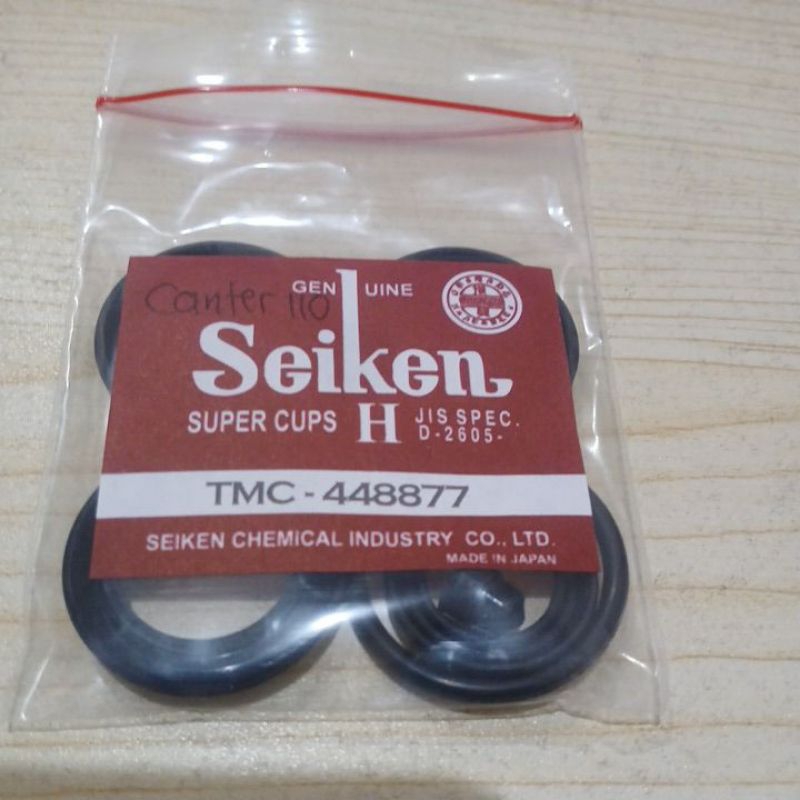 Canter 110
GENUINE
Seiken
SUPER CUPS H JIS SPEC.
D-2605-
TMC - 448877
SEIKEN CHEMICAL INDUSTRY CO., LTD.
MADE IN JAPAN